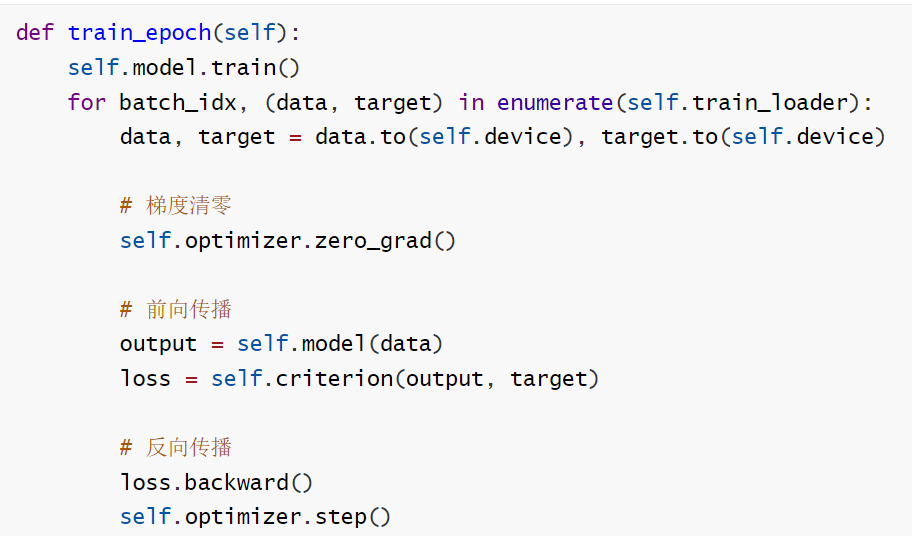 def train_epoch(self):
    self.model.train()
    for batch_idx, (data, target) in enumerate(self.train_loader):
        data, target = data.to(self.device), target.to(self.device)

        # 梯度清零
        self.optimizer.zero_grad()

        # 前向传播
        output = self.model(data)
        loss = self.criterion(output, target)

        # 反向传播
        loss.backward()
        self.optimizer.step()